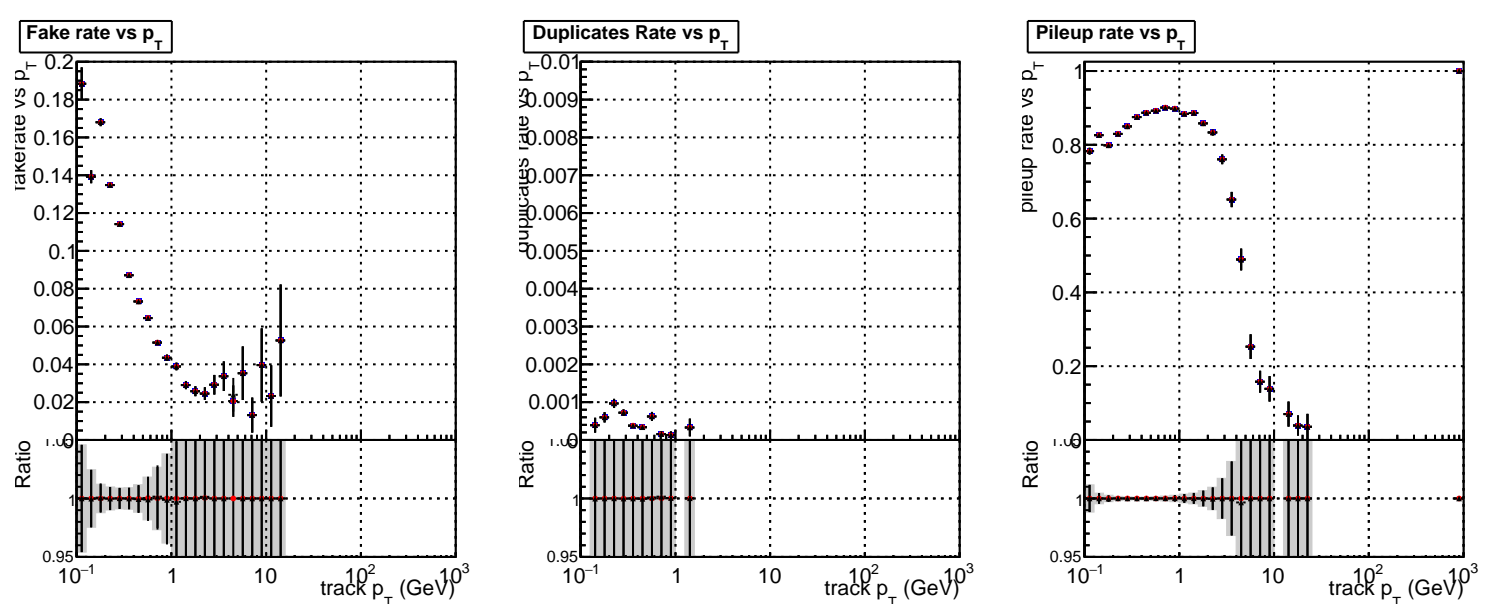 Fake rate vs p_T
fakerate vs p_T
0.2
0.18
0.16
0.14
0.12
0.1
0.08
0.06
0.04
0.02
Ratio
1
0.95
10^−1 1 10 10^2 10^3
track p_T (GeV)
Duplicates Rate vs p_T
duplicates rate vs p_T
0.01
0.009
0.008
0.007
0.006
0.005
0.004
0.003
0.002
0.001
Ratio
1
0.95
10^−1 1 10 10^2 10^3
track p_T (GeV)
Pileup rate vs p_T
pileup rate vs p_T
1
0.8
0.6
0.4
0.2
Ratio
1
0.95
10^−1 1 10 10^2 10^3
track p_T (GeV)